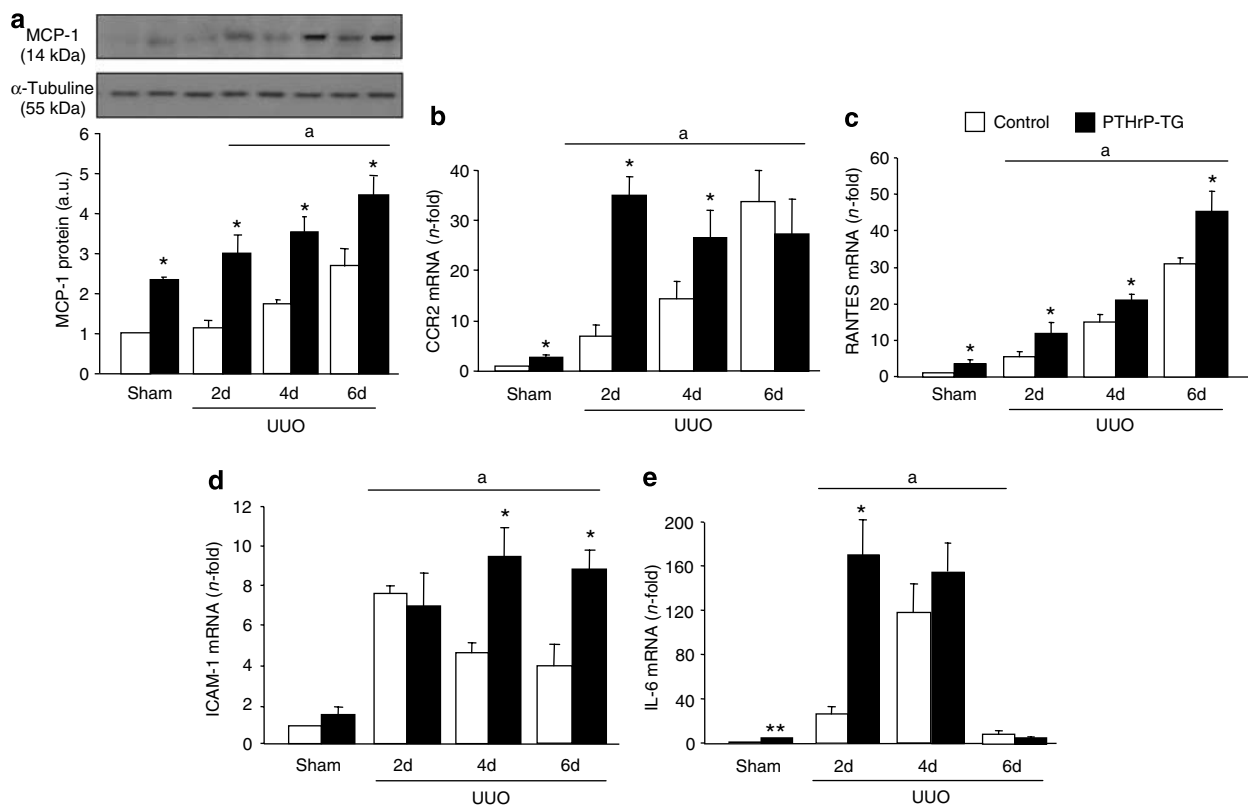 a
MCP-1
(14 kDa)
α-Tubuline
(55 kDa)
MCP-1 protein (a.u.)
6
5
4
3
2
1
0
a
*
*
*
*
Sham 2d 4d 6d
UUO
b
CCR2 mRNA (n-fold)
40
30
20
10
0
a
*
*
*
Sham 2d 4d 6d
UUO
c
Control PTHrP-TG
RANTES mRNA (n-fold)
60
50
40
30
20
10
0
a
*
*
*
*
Sham 2d 4d 6d
UUO
d
ICAM-1 mRNA (n-fold)
12
10
8
6
4
2
0
a
*
*
Sham 2d 4d 6d
UUO
e
IL-6 mRNA (n-fold)
200
160
120
80
40
0
a
**
*
Sham 2d 4d 6d
UUO